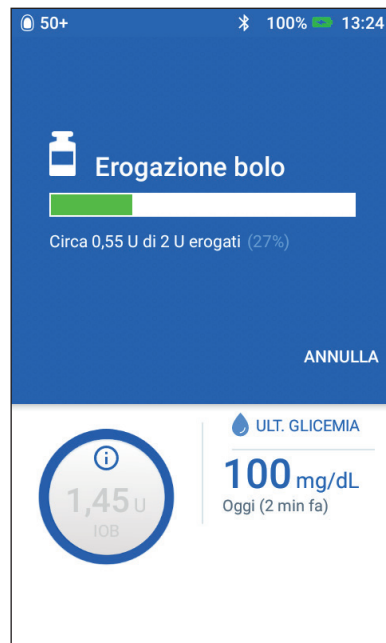 50+ 100% 13:24
Erogazione bolo
Circa 0,55 U di 2 U erogati (27%)
ANNULLA
ULT. GLICEMIA
100 mg/dL
Oggi (2 min fa)
1,45 U
IOB